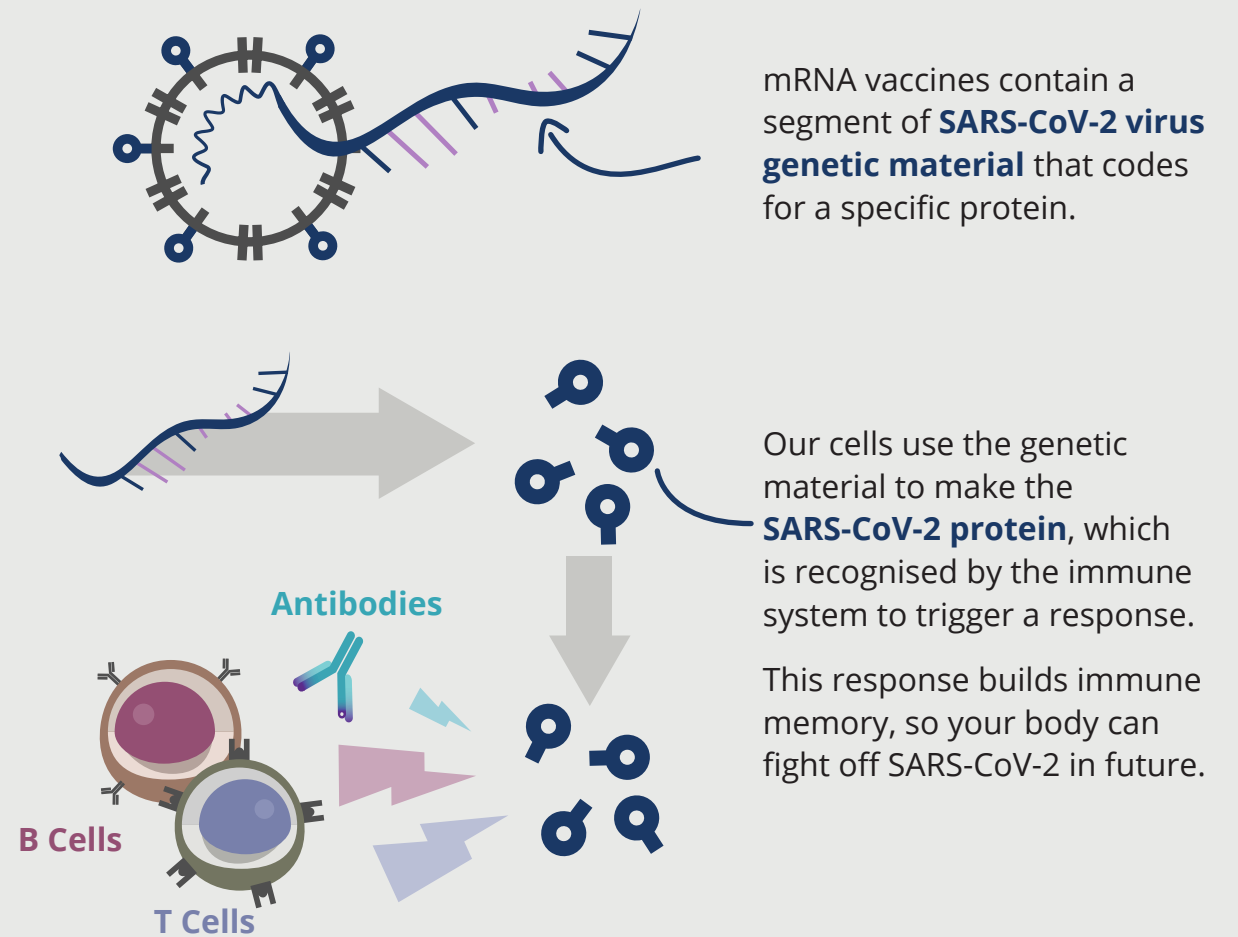 mRNA vaccines contain a
segment of SARS-CoV-2 virus
genetic material that codes
for a specific protein.
Our cells use the genetic
material to make the
SARS-CoV-2 protein, which
is recognised by the immune
system to trigger a response.
This response builds immune
memory, so your body can
fight off SARS-CoV-2 in future.
Antibodies
B Cells
T Cells